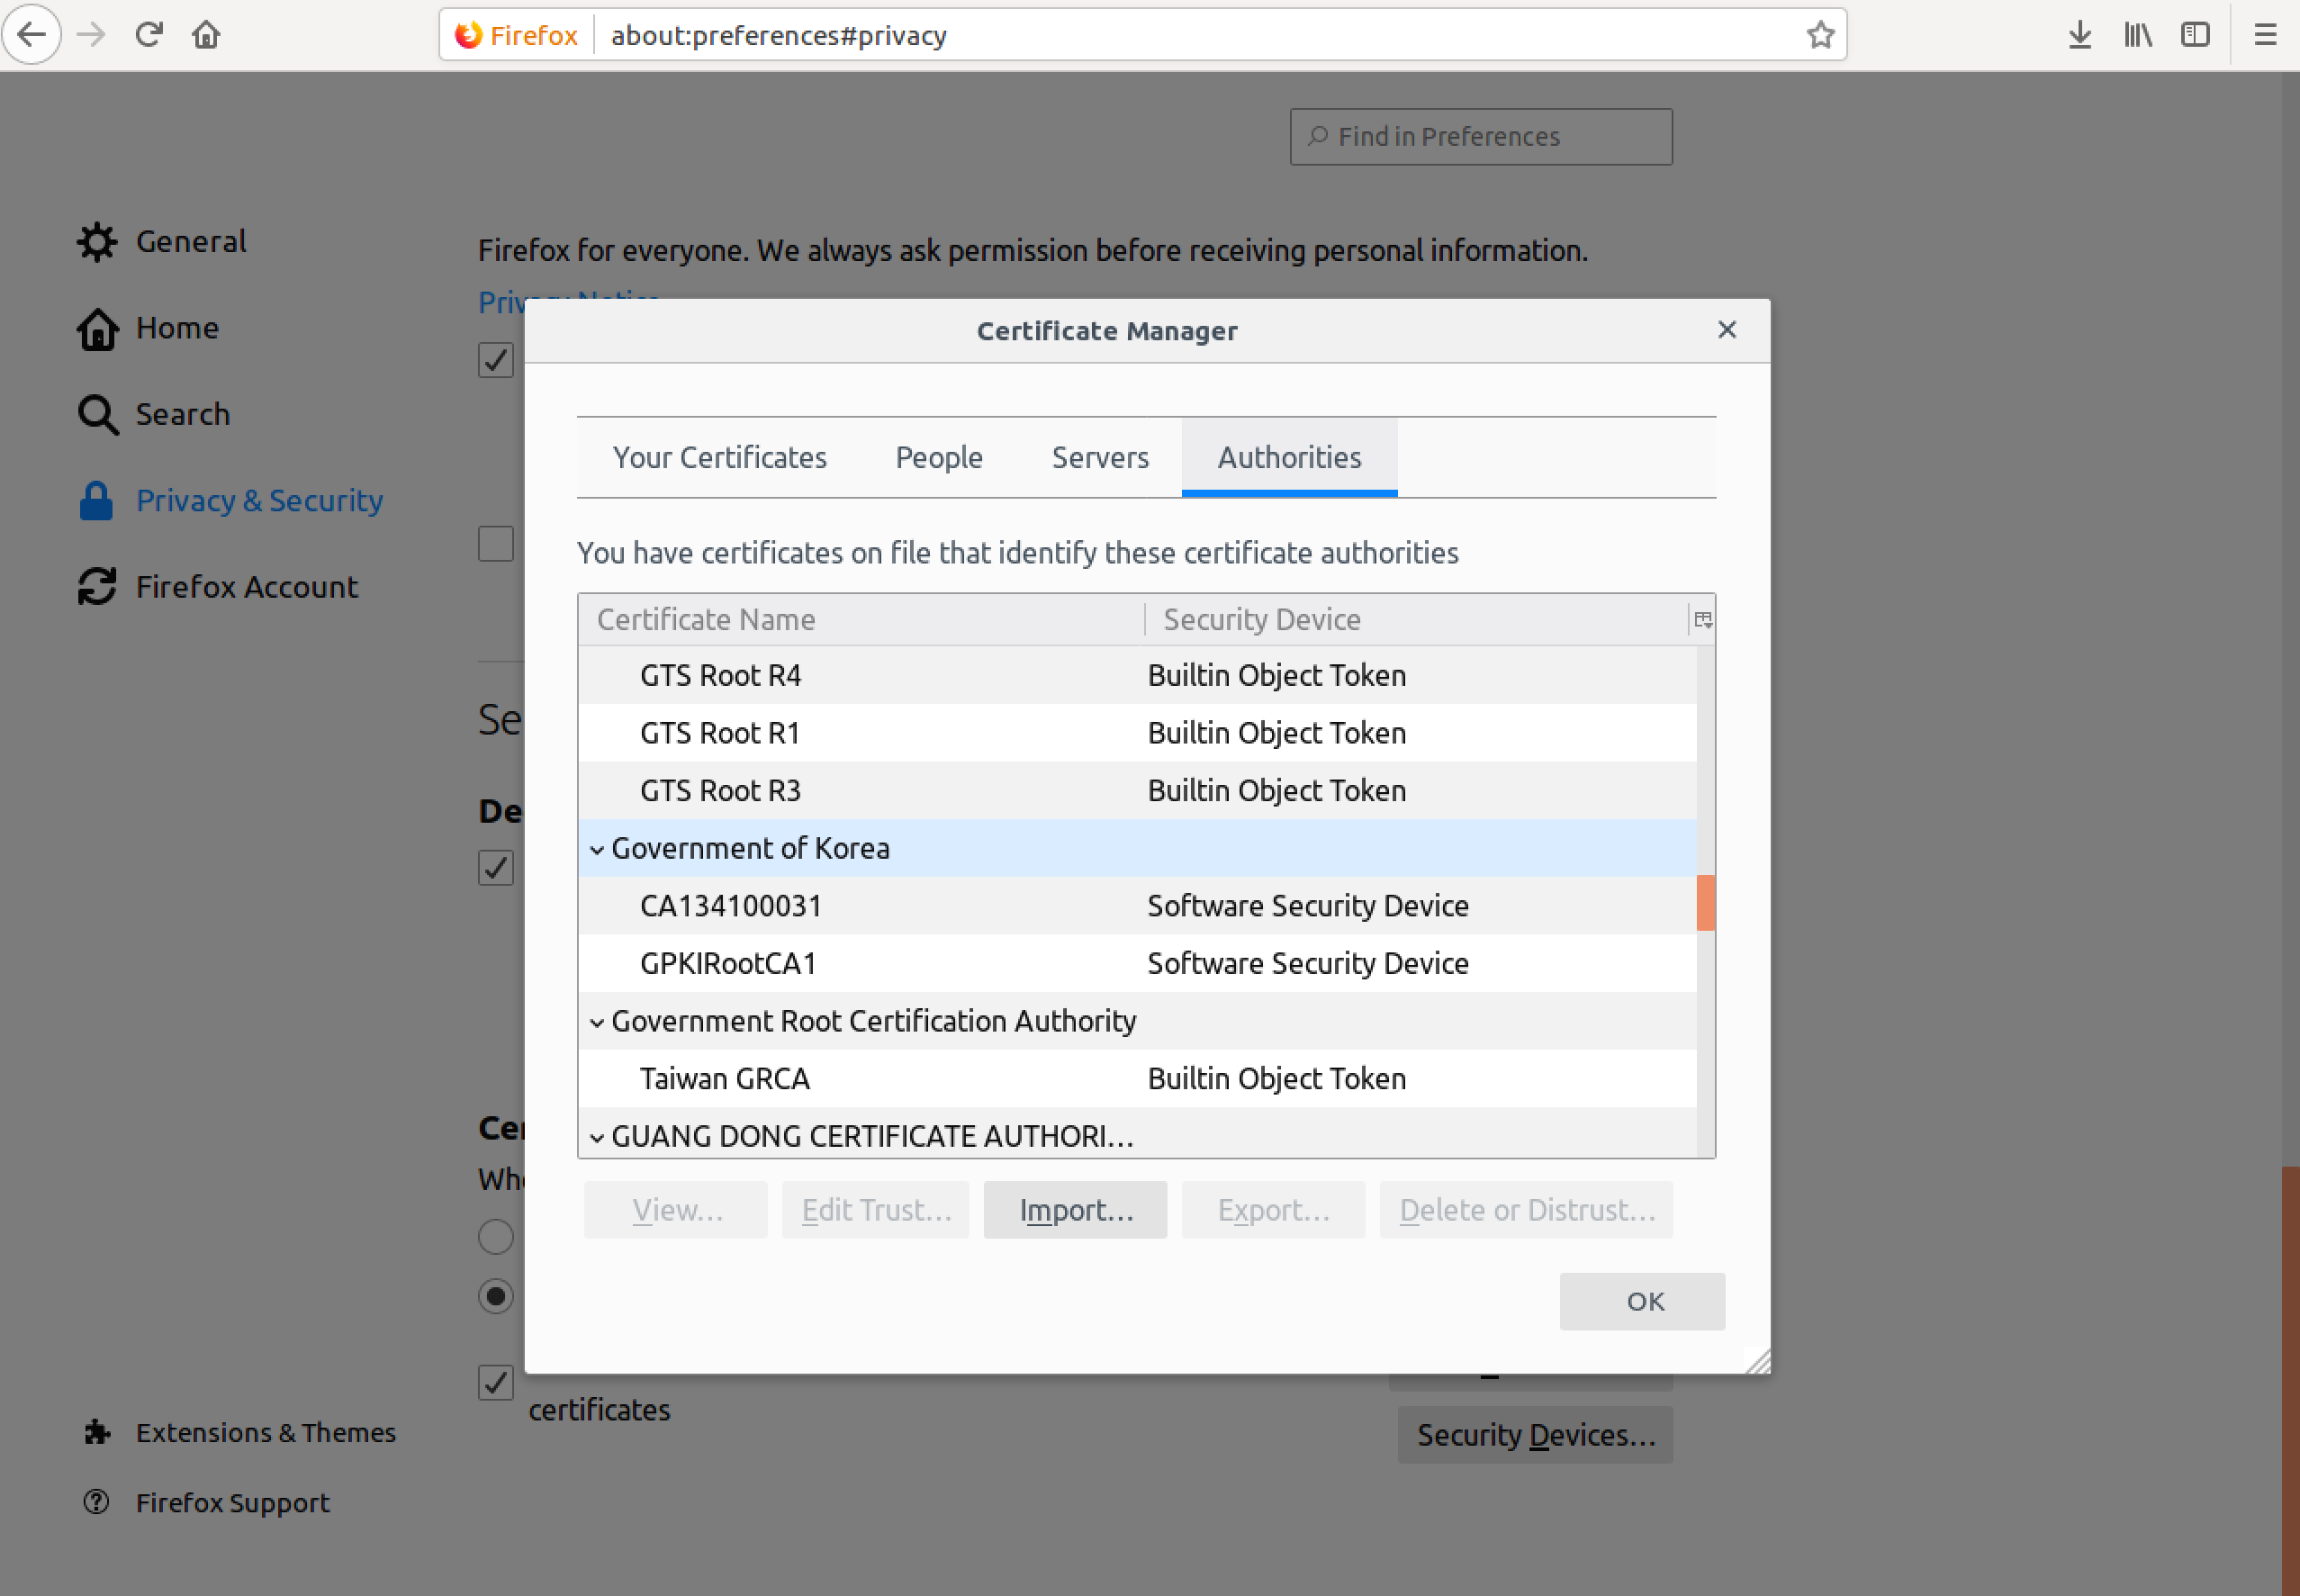 Firefox about:preferences#privacy
Find in Preferences
General
Home
Search
Privacy & Security
Firefox Account
Extensions & Themes
Firefox Support
Firefox for everyone. We always ask permission before receiving personal information.
Privacy Notice
Certificate Manager
Your Certificates People Servers Authorities
You have certificates on file that identify these certificate authorities
Certificate Name Security Device
GTS Root R4 Builtin Object Token
GTS Root R1 Builtin Object Token
GTS Root R3 Builtin Object Token
Government of Korea
CA134100031 Software Security Device
GPKIRootCA1 Software Security Device
Government Root Certification Authority
Taiwan GRCA Builtin Object Token
GUANG DONG CERTIFICATE AUTHORI…
View… Edit Trust… Import… Export… Delete or Distrust…
OK
Se
De
Cer
Whe
certificates
Security Devices…